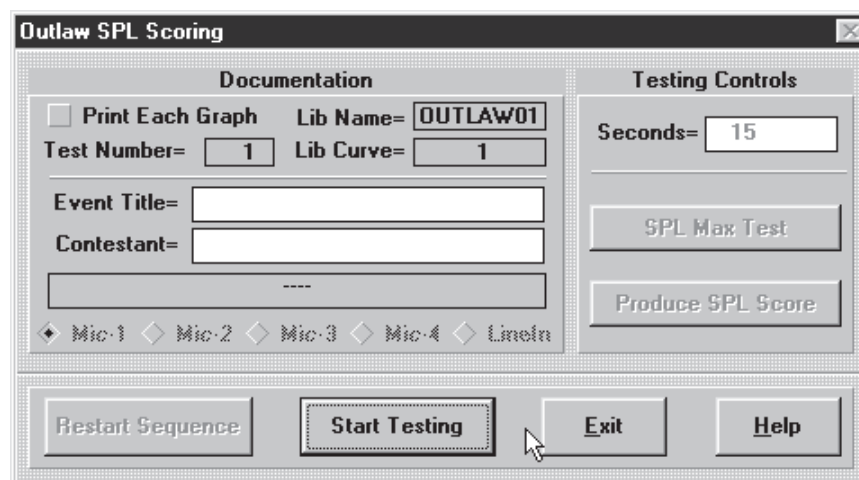 Outlaw SPL Scoring
Documentation
Print Each Graph Lib Name= OUTLAW01
Test Number= 1 Lib Curve= 1
Event Title=
Contestant=
----
Mic-1 Mic-2 Mic-3 Mic-4 LineIn
Testing Controls
Seconds= 15
SPL Max Test
Produce SPL Score
Restart Sequence Start Testing Exit Help